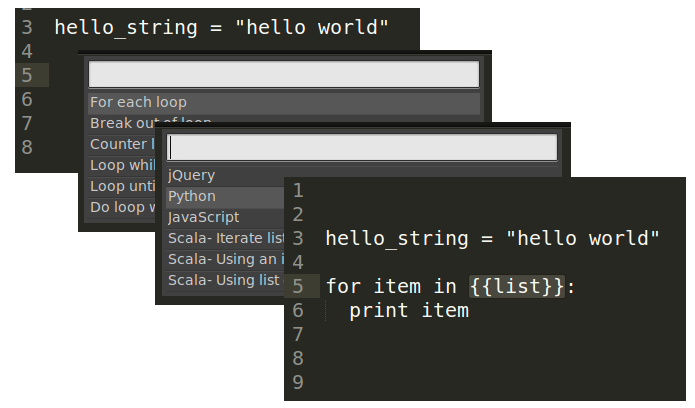 3 hello_string = "hello world"
4
5
6
7
8
For each loop
Break out of loop
Counter l
Loop whil
Loop unti
Do loop w
jQuery
Python
JavaScript
Scala- Iterate list
Scala- Using an i
Scala- Using list
1
2
3 hello_string = "hello world"
4
5 for item in {{list}}:
6 print item
7
8
9